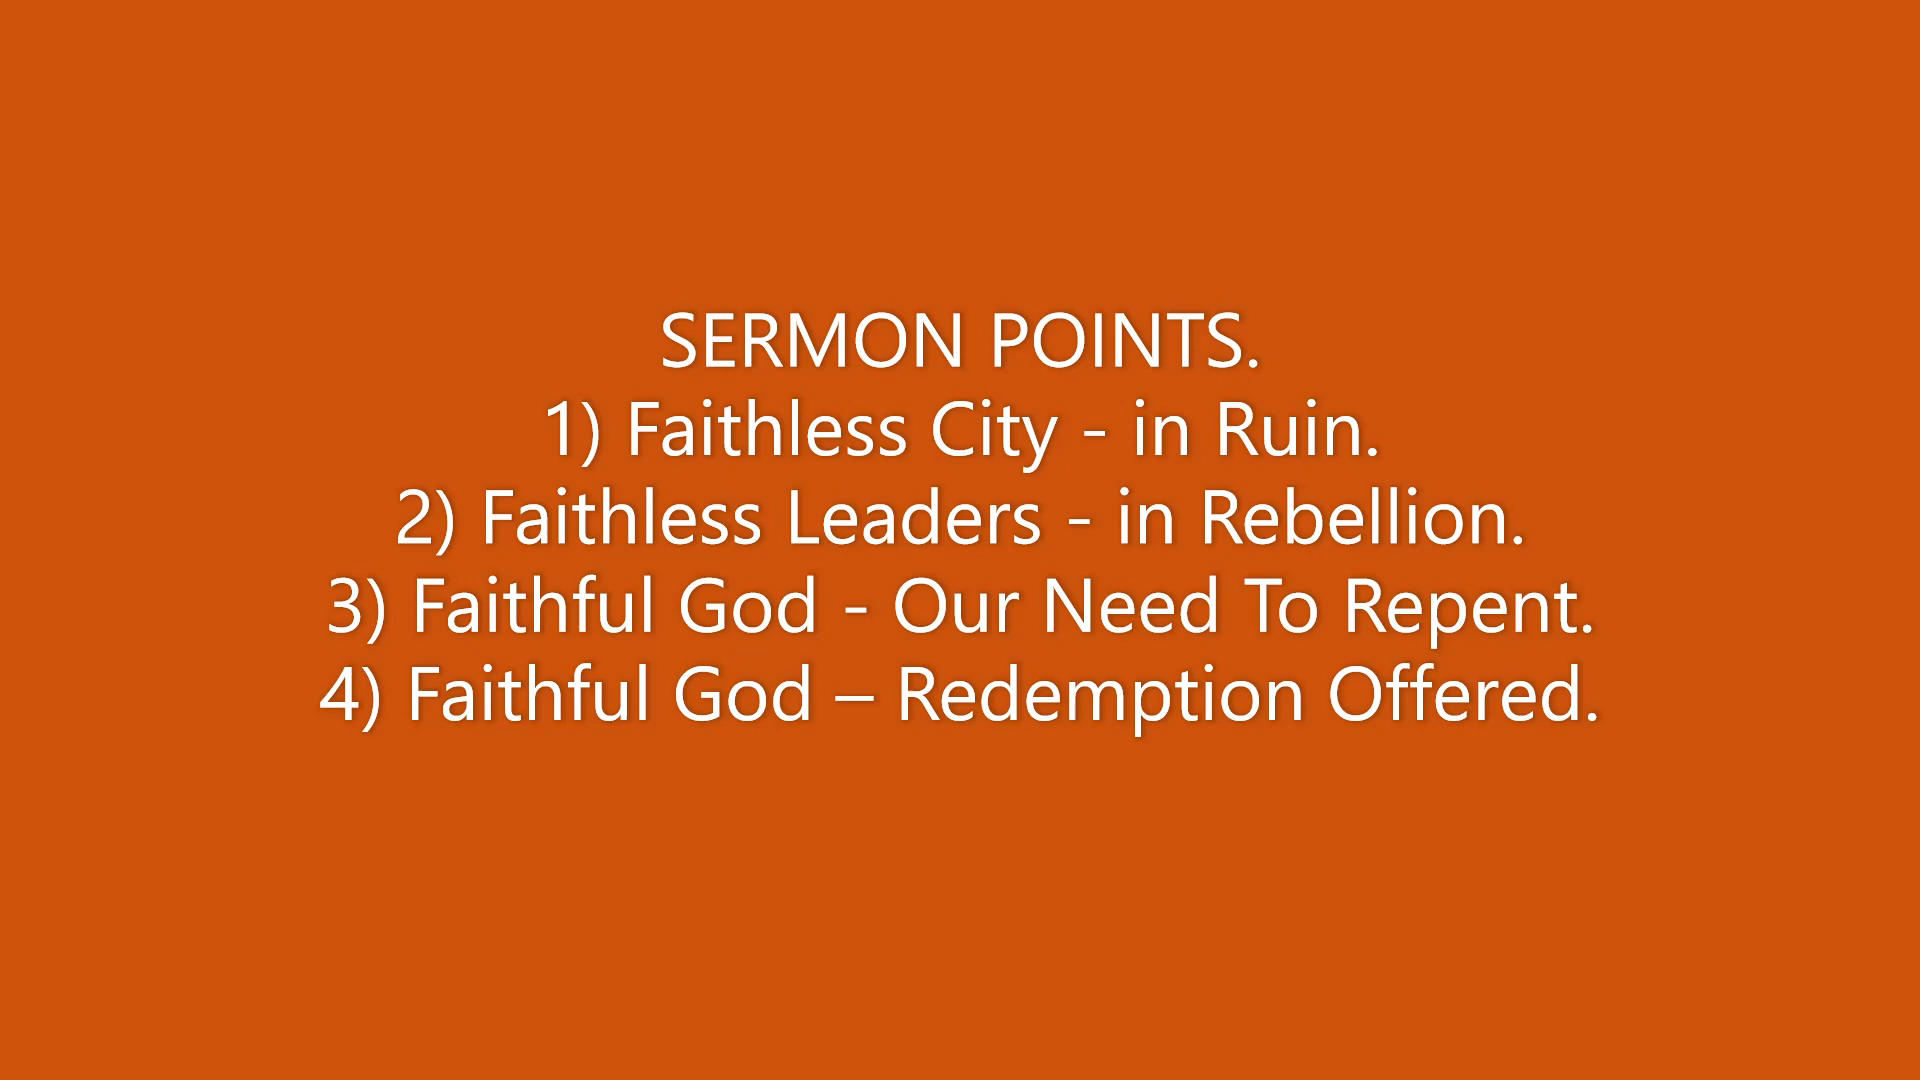 SERMON POINTS.
1) Faithless City - in Ruin.
2) Faithless Leaders - in Rebellion.
3) Faithful God - Our Need To Repent.
4) Faithful God – Redemption Offered.